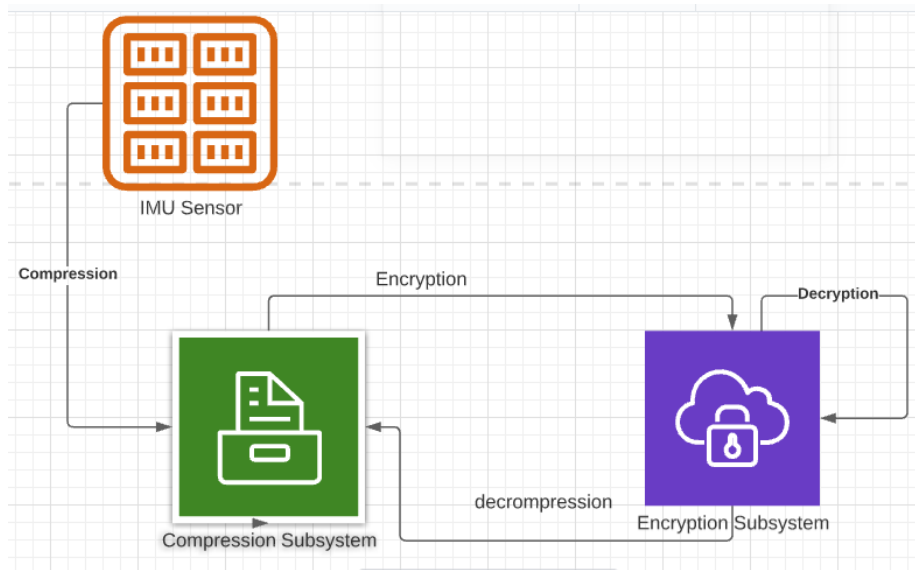 IMU Sensor
Compression
Encryption
Decryption
decrompression
Encryption Subsystem
Compression Subsystem